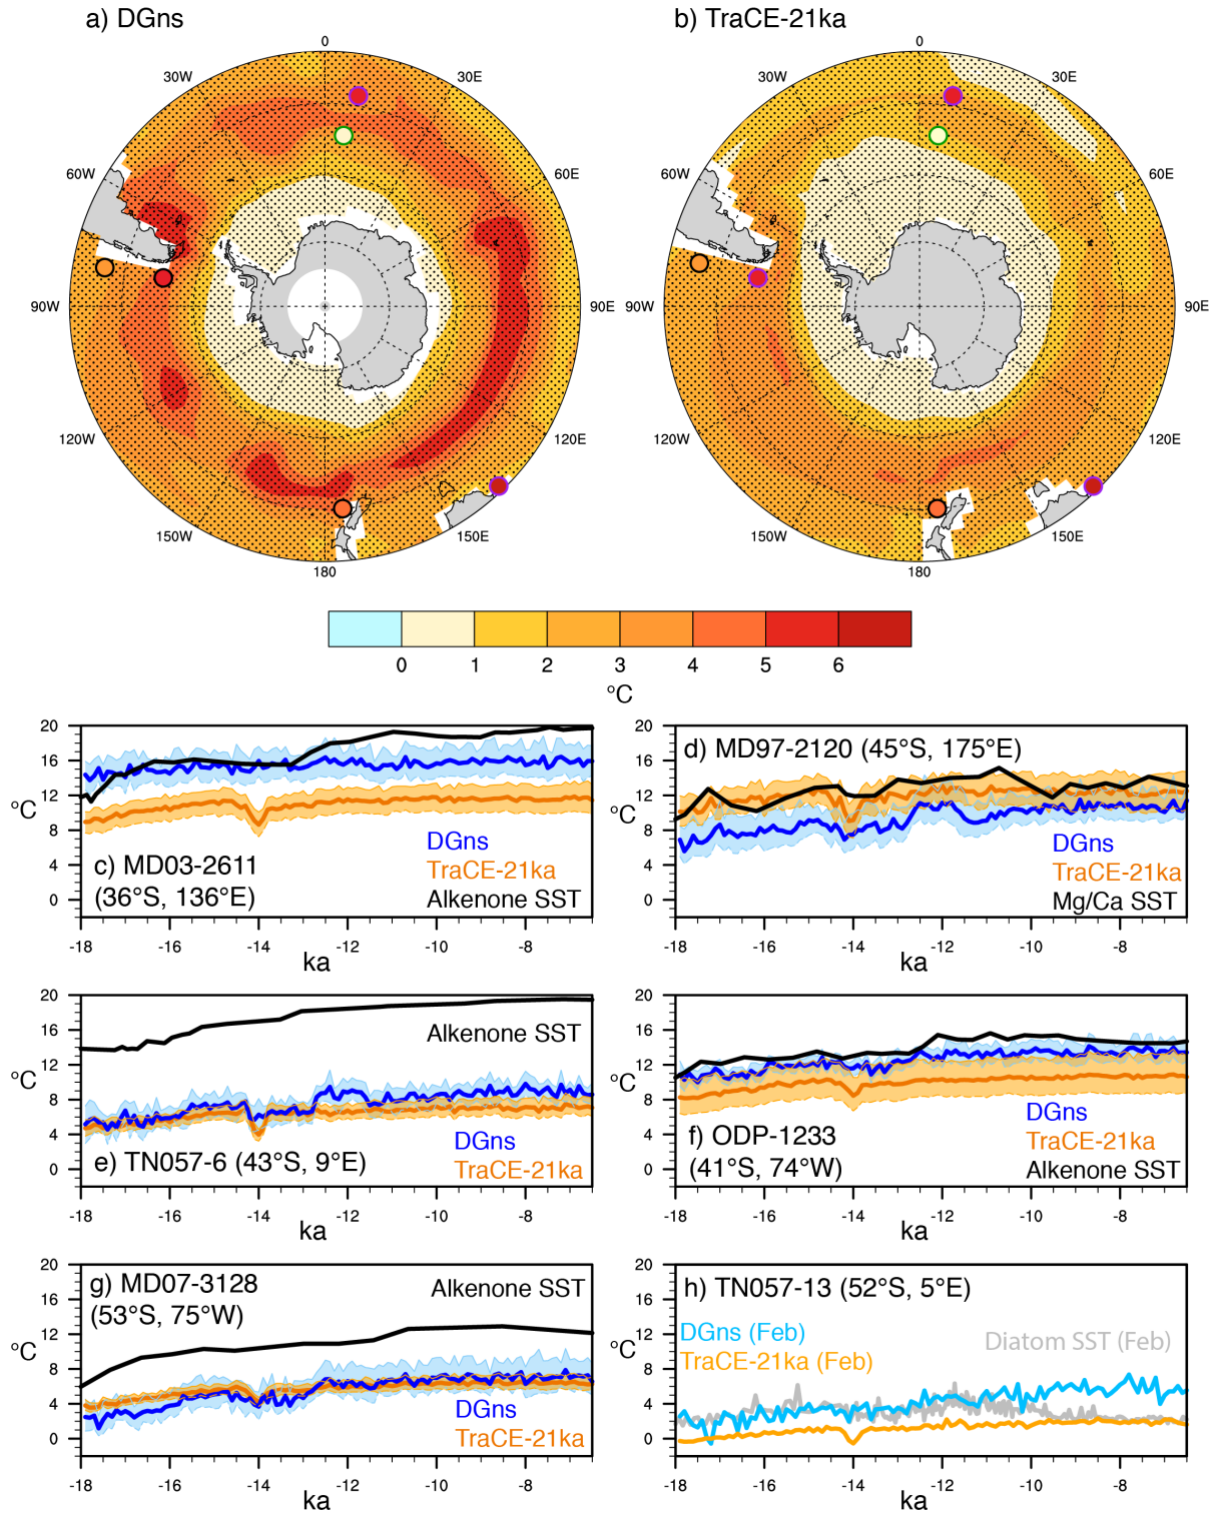 a) DGns
b) TraCE-21ka
0
30W
30E
60W
60E
90W
90E
120W
120E
150W
150E
180
0
30W
30E
60W
60E
90W
90E
120W
120E
150W
150E
180
0 1 2 3 4 5 6
°C
20
16
12
8
4
0
°C
DGns
TraCE-21ka
Alkenone SST
c) MD03-2611
(36°S, 136°E)
-18 -16 -14 -12 -10 -8
ka
20
16
12
8
4
0
°C
d) MD97-2120 (45°S, 175°E)
DGns
TraCE-21ka
Mg/Ca SST
-18 -16 -14 -12 -10 -8
ka
20
16
12
8
4
0
°C
Alkenone SST
DGns
TraCE-21ka
e) TN057-6 (43°S, 9°E)
-18 -16 -14 -12 -10 -8
ka
20
16
12
8
4
0
°C
DGns
TraCE-21ka
Alkenone SST
f) ODP-1233
(41°S, 74°W)
-18 -16 -14 -12 -10 -8
ka
20
16
12
8
4
0
°C
g) MD07-3128
(53°S, 75°W)
Alkenone SST
DGns
TraCE-21ka
-18 -16 -14 -12 -10 -8
ka
20
16
12
8
4
0
°C
h) TN057-13 (52°S, 5°E)
DGns (Feb)
TraCE-21ka (Feb)
Diatom SST (Feb)
-18 -16 -14 -12 -10 -8
ka